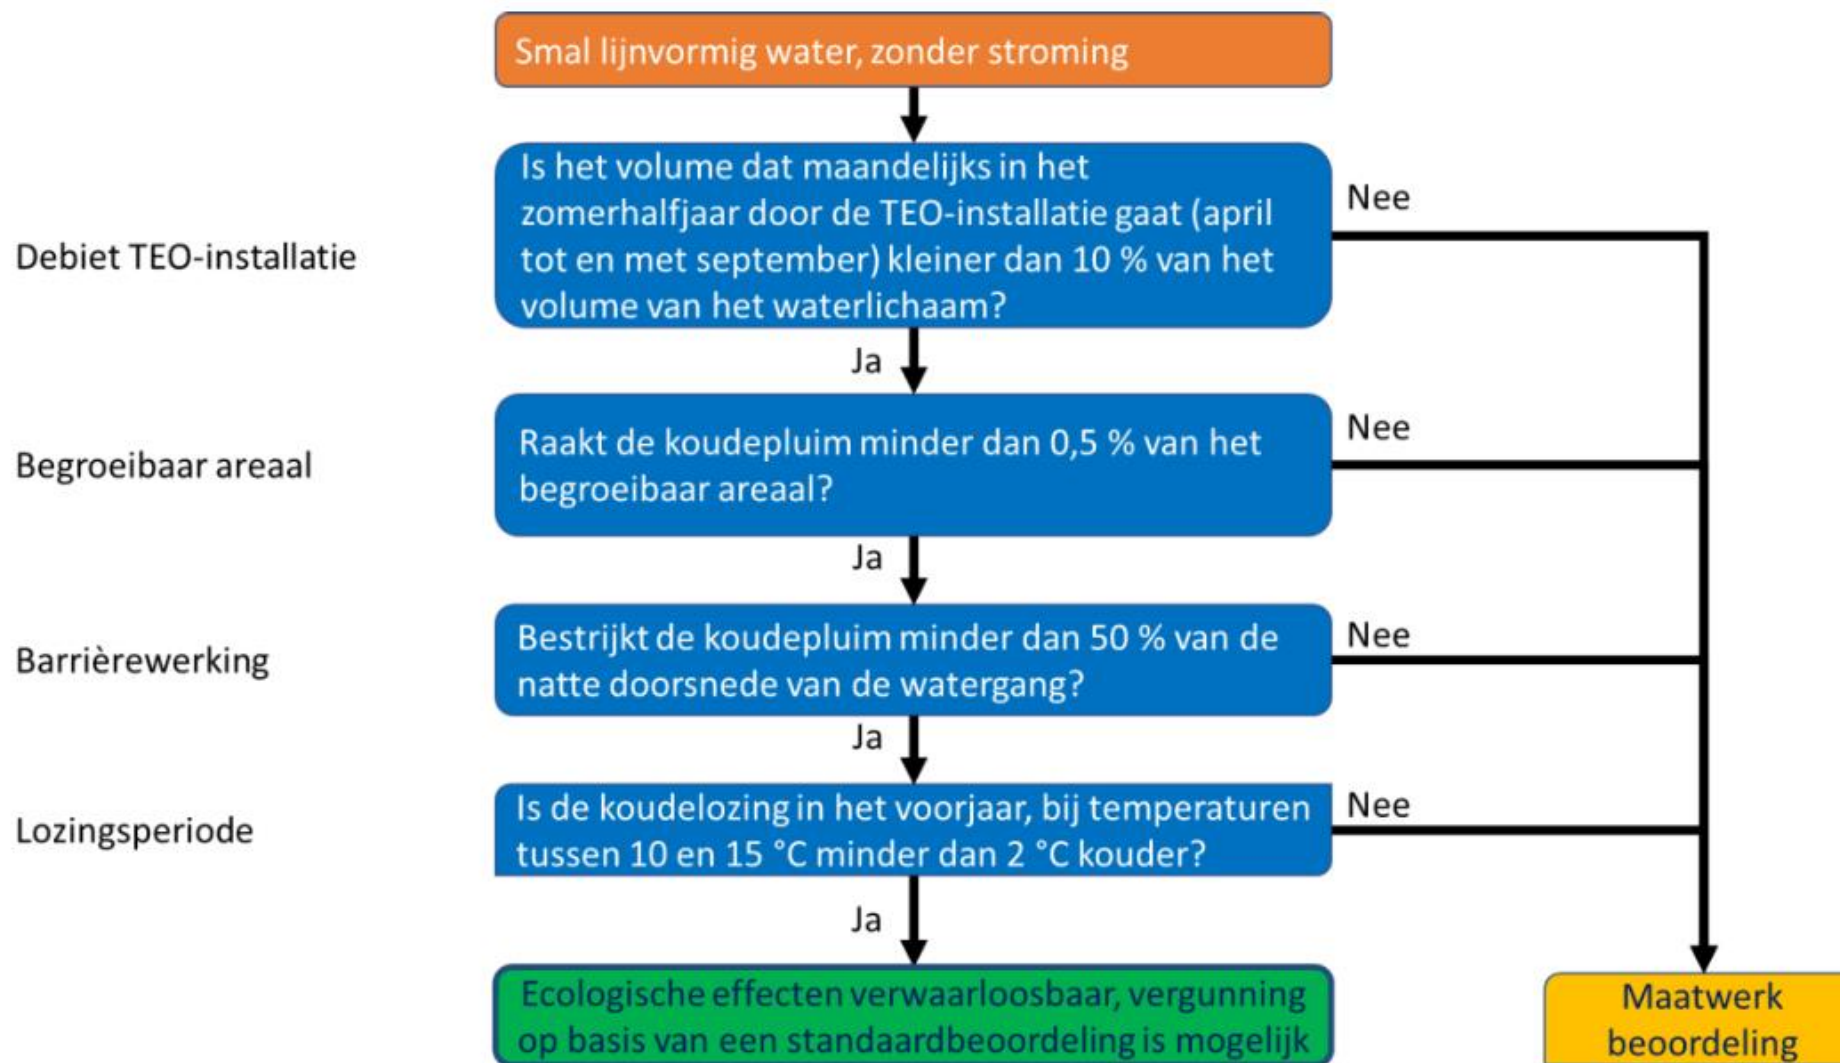 Smal lijnvormig water, zonder stroming
Debiet TEO-installatie
Is het volume dat maandelijks in het
zomerhalfjaar door de TEO-installatie gaat (april
tot en met september) kleiner dan 10 % van het
volume van het waterlichaam?
Nee
Ja
Begroeibaar areaal
Raakt de koudepluim minder dan 0,5 % van het
begroeibaar areaal?
Nee
Ja
Barrièrewerking
Bestrijkt de koudepluim minder dan 50 % van de
natte doorsnede van de watergang?
Nee
Ja
Lozingsperiode
Is de koudelozing in het voorjaar, bij temperaturen
tussen 10 en 15 °C minder dan 2 °C kouder?
Nee
Ja
Ecologische effecten verwaarloosbaar, vergunning
op basis van een standaardbeoordeling is mogelijk
Maatwerk
beoordeling